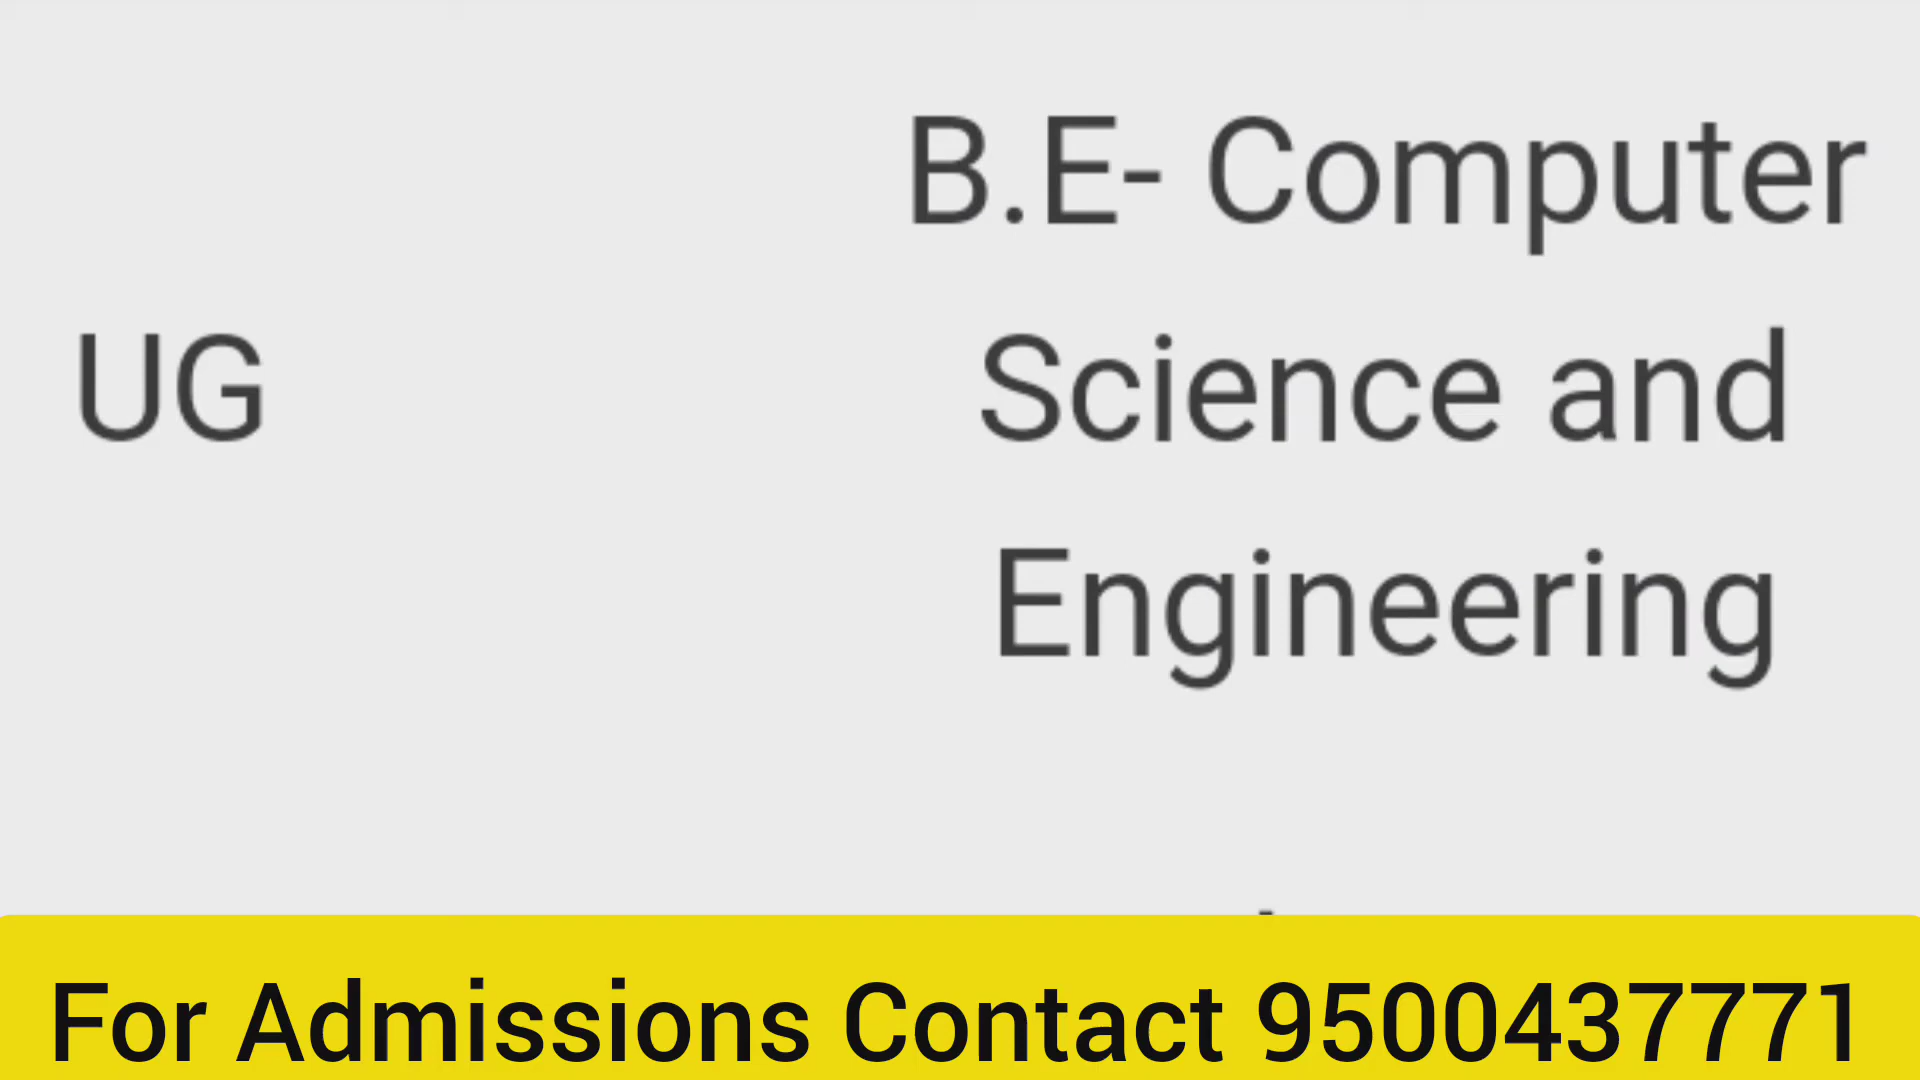 B.E- Computer
UG
Science and
Engineering
For Admissions Contact 9500437771